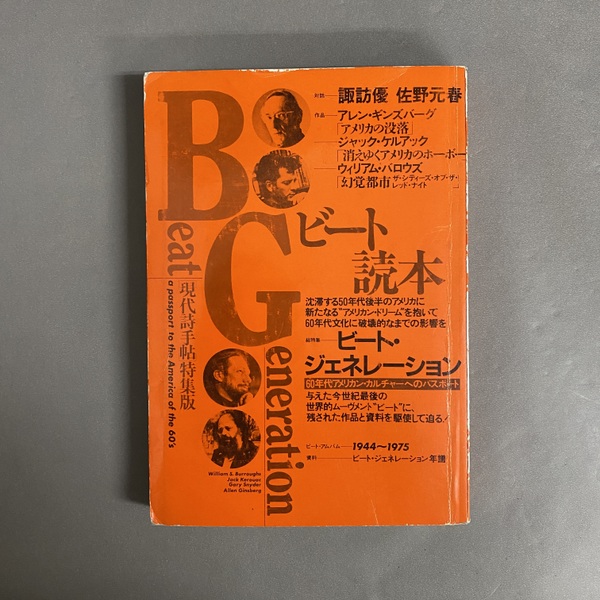 Beat Generation
対談──諏訪優 佐野元春
作品──アレン・ギンズバーグ
「アメリカの没落」
ジャック・ケルアック
「消えゆくアメリカのホーボー
ウィリアム・バロウズ
「幻覚都市 ザ・シティーズ・オブ・ザ・
レッド・ナイト
ビート
読本
現代詩手帖特集版
a passport to the America of the 60's
沈滞する50年代後半のアメリカに
新たなる"アメリカン・ドリーム"を抱いて
60年代文化に破壊的なまでの影響を
総特集──ビート・
ジェネレーション
60年代アメリカン・カルチャーへのパスポート
与えた今世紀最後の
世界的ムーヴメント"ビート"に、
残された作品と資料を駆使して迫る!
ビート・アルバム──1944〜1975
資料──ビート・ジェネレーション年譜
William S. Burroughs
Jack Kerouac
Gary Snyder
Allen Ginsberg